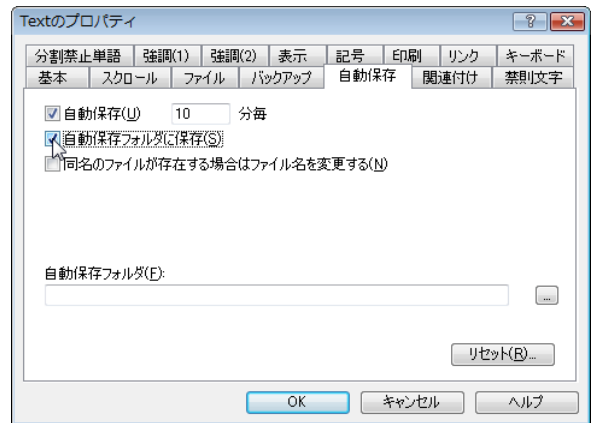 Textのプロパティ
分割禁止単語 強調(1) 強調(2) 表示 記号 印刷 リンク キーボード
基本 スクロール ファイル バックアップ 自動保存 関連付け 禁則文字
自動保存(U) 10 分毎
自動保存フォルダに保存(S)
同名のファイルが存在する場合はファイル名を変更する(N)
自動保存フォルダ(F):
...
リセット(R)...
OK キャンセル ヘルプ